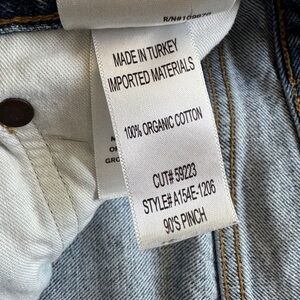 MADE IN TURKEY
IMPORTED MATERIALS
100% ORGANIC COTTON
CUT# 59223
STYLE# A154E-1206
90'S PINCH